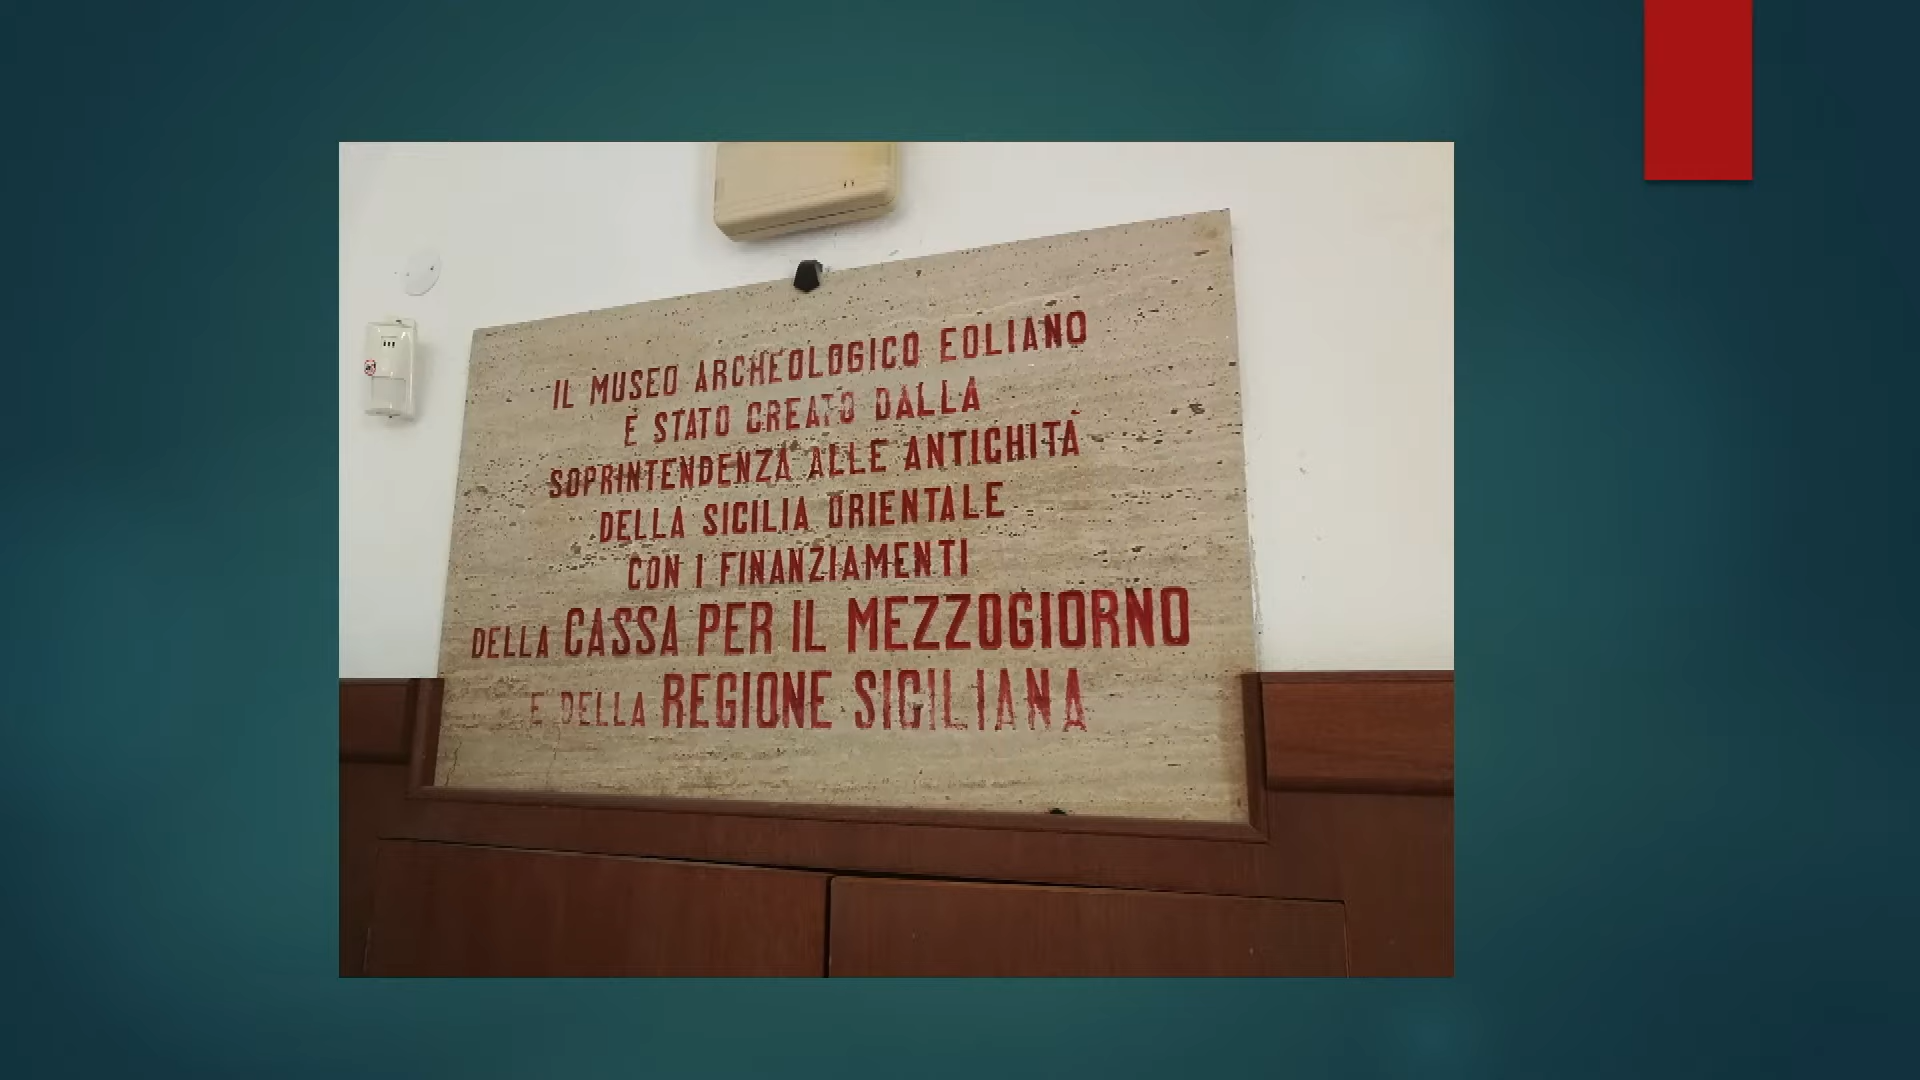 IL MUSEO ARCHEOLOGICO EOLIANO
È STATO CREATO DALLA
SOPRINTENDENZA ALLE ANTICHITÀ
DELLA SICILIA ORIENTALE
CON I FINANZIAMENTI
DELLA CASSA PER IL MEZZOGIORNO
E DELLA REGIONE SICILIANA